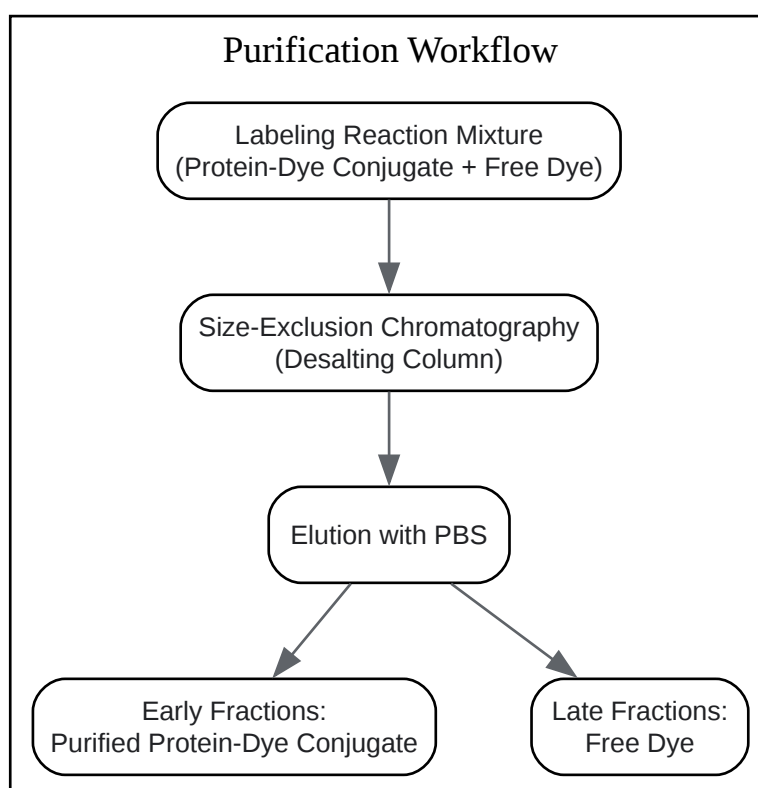 Purification Workflow
Labeling Reaction Mixture
(Protein-Dye Conjugate + Free Dye)
Size-Exclusion Chromatography
(Desalting Column)
Elution with PBS
Early Fractions:
Purified Protein-Dye Conjugate
Late Fractions:
Free Dye